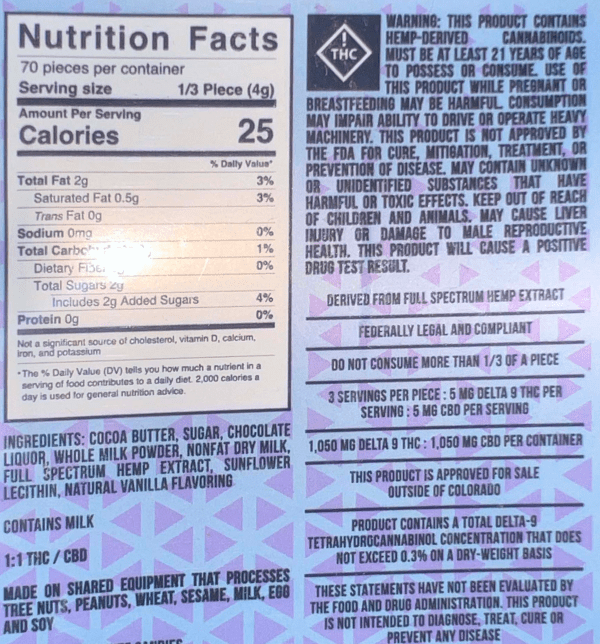 Nutrition Facts
70 pieces per container
Serving size 1/3 Piece (4g)
Amount Per Serving
Calories 25
% Daily Value*
Total Fat 2g 3%
Saturated Fat 0.5g 3%
Trans Fat 0g
Sodium 0mg 0%
Total 1%
Dietary 0%
Total Sugars 2g
Includes 2g Added Sugars 4%
Protein 0g 0%
Not a significant source of cholesterol, vitamin D, calcium,
iron, and potassium
*The % Daily Value (DV) tells you how much a nutrient in a
serving of food contributes to a daily diet. 2,000 calories a
day is used for general nutrition advice.
INGREDIENTS: COCOA BUTTER, SUGAR, CHOCOLATE
LIQUOR, WHOLE MILK POWDER, NONFAT DRY MILK,
FULL SPECTRUM HEMP EXTRACT, SUNFLOWER
LECITHIN, NATURAL VANILLA FLAVORING
CONTAINS MILK
1:1 THC / CBD
MADE ON SHARED EQUIPMENT THAT PROCESSES
TREE NUTS, PEANUTS, WHEAT, SESAME, MILK, EGG
AND SOY
!
THC
WARNING: THIS PRODUCT CONTAINS
HEMP-DERIVED CANNABINOIDS.
MUST BE AT LEAST 21 YEARS OF AGE
TO POSSESS OR CONSUME. USE OF
THIS PRODUCT WHILE PREGNANT OR
BREASTFEEDING MAY BE HARMFUL. CONSUMPTION
MAY IMPAIR ABILITY TO DRIVE OR OPERATE HEAVY
MACHINERY. THIS PRODUCT IS NOT APPROVED BY
THE FDA FOR CURE, MITIGATION, TREATMENT, OR
PREVENTION OF DISEASE. MAY CONTAIN UNKNOWN
OR UNIDENTIFIED SUBSTANCES THAT HAVE
HARMFUL OR TOXIC EFFECTS. KEEP OUT OF REACH
OF CHILDREN AND ANIMALS. MAY CAUSE LIVER
INJURY OR DAMAGE TO MALE REPRODUCTIVE
HEALTH. THIS PRODUCT WILL CAUSE A POSITIVE
DRUG TEST RESULT.
DERIVED FROM FULL SPECTRUM HEMP EXTRACT
FEDERALLY LEGAL AND COMPLIANT
DO NOT CONSUME MORE THAN 1/3 OF A PIECE
3 SERVINGS PER PIECE : 5 MG DELTA 9 THC PER
SERVING : 5 MG CBD PER SERVING
1,050 MG DELTA 9 THC : 1,050 MG CBD PER CONTAINER
THIS PRODUCT IS APPROVED FOR SALE
OUTSIDE OF COLORADO
PRODUCT CONTAINS A TOTAL DELTA-9
TETRAHYDROCANNABINOL CONCENTRATION THAT DOES
NOT EXCEED 0.3% ON A DRY-WEIGHT BASIS
THESE STATEMENTS HAVE NOT BEEN EVALUATED BY
THE FOOD AND DRUG ADMINISTRATION. THIS PRODUCT
IS NOT INTENDED TO DIAGNOSE, TREAT, CURE OR
PREVENT ANY DISEASE